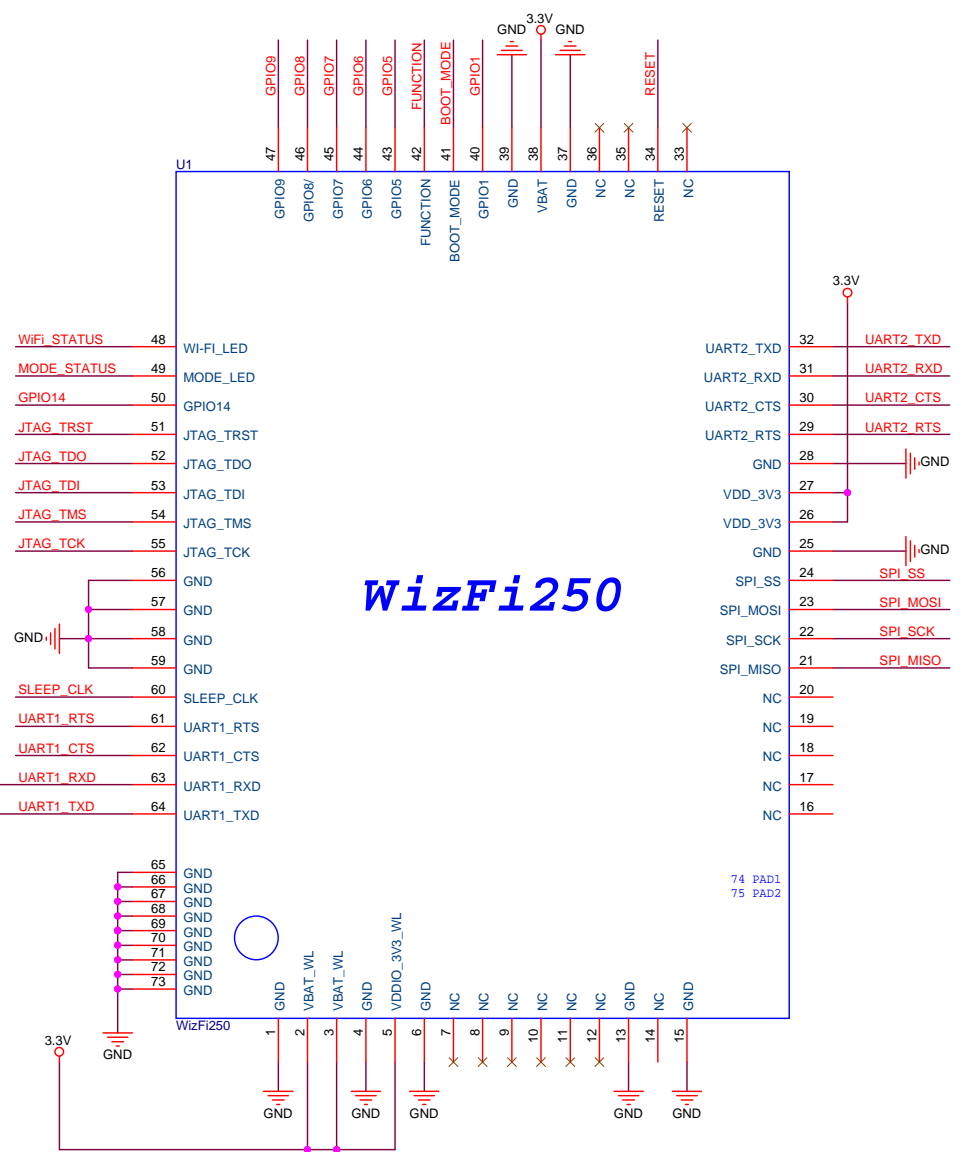 GND 3.3V GND
GPIO9 GPIO8 GPIO7 GPIO6 GPIO5 FUNCTION BOOT_MODE GPIO1 RESET
47 46 45 44 43 42 41 40 39 38 37 36 35 34 33
U1
GPIO9 GPIO8/ GPIO7 GPIO6 GPIO5 FUNCTION BOOT_MODE GPIO1 GND VBAT GND NC NC RESET NC
3.3V
WiFi_STATUS 48 WI-FI_LED UART2_TXD 32 UART2_TXD
MODE_STATUS 49 MODE_LED UART2_RXD 31 UART2_RXD
GPIO14 50 GPIO14 UART2_CTS 30 UART2_CTS
JTAG_TRST 51 JTAG_TRST UART2_RTS 29 UART2_RTS
JTAG_TDO 52 JTAG_TDO GND 28 GND
JTAG_TDI 53 JTAG_TDI VDD_3V3 27
JTAG_TMS 54 JTAG_TMS VDD_3V3 26
JTAG_TCK 55 JTAG_TCK GND 25 GND
56 GND SPI_SS 24 SPI_SS
WizFi250
57 GND SPI_MOSI 23 SPI_MOSI
GND 58 GND SPI_SCK 22 SPI_SCK
59 GND SPI_MISO 21 SPI_MISO
SLEEP_CLK 60 SLEEP_CLK NC 20
UART1_RTS 61 UART1_RTS NC 19
UART1_CTS 62 UART1_CTS NC 18
UART1_RXD 63 UART1_RXD NC 17
UART1_TXD 64 UART1_TXD NC 16
65 GND
66 GND 74 PAD1
67 GND 75 PAD2
68 GND
69 GND
70 GND
71 GND
72 GND
73 GND
GND VBAT_WL VBAT_WL GND VDDIO_3V3_WL GND NC NC NC NC NC NC GND NC GND
WizFi250
1 2 3 4 5 6 7 8 9 10 11 12 13 14 15
3.3V
GND
GND GND GND GND GND